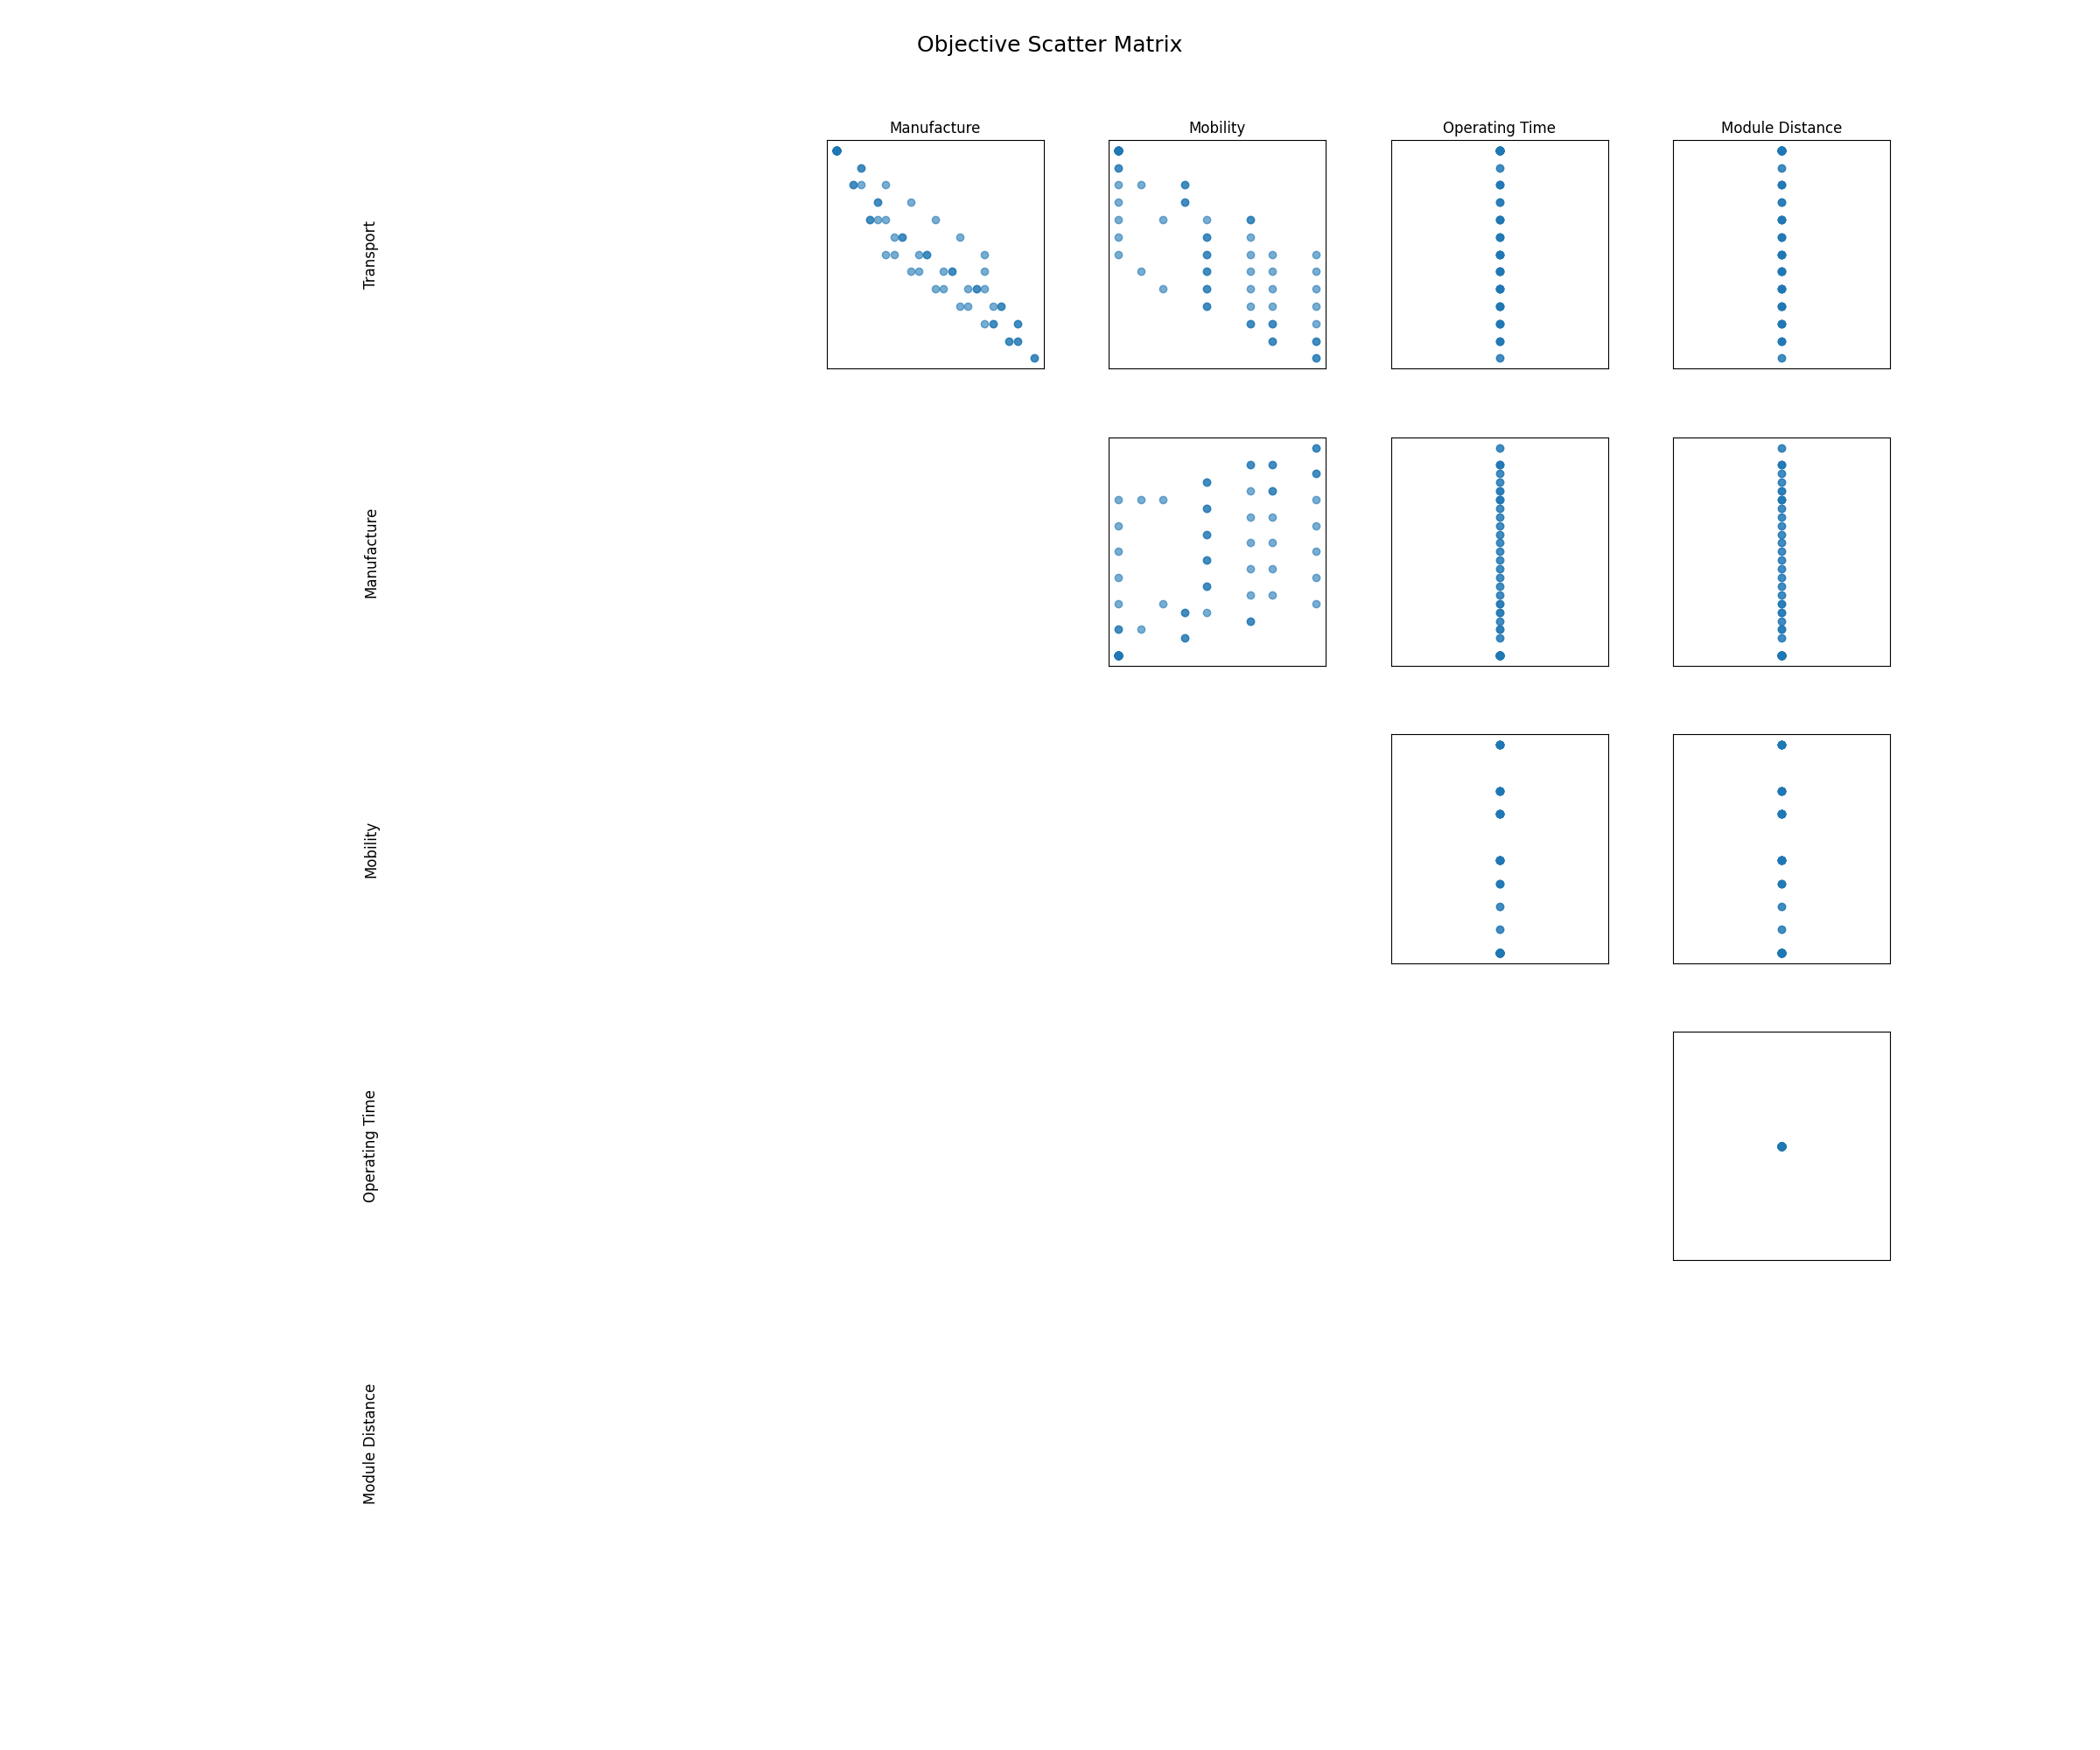 Objective Scatter Matrix
Manufacture
Mobility
Operating Time
Module Distance
Transport
Manufacture
Mobility
Operating Time
Module Distance